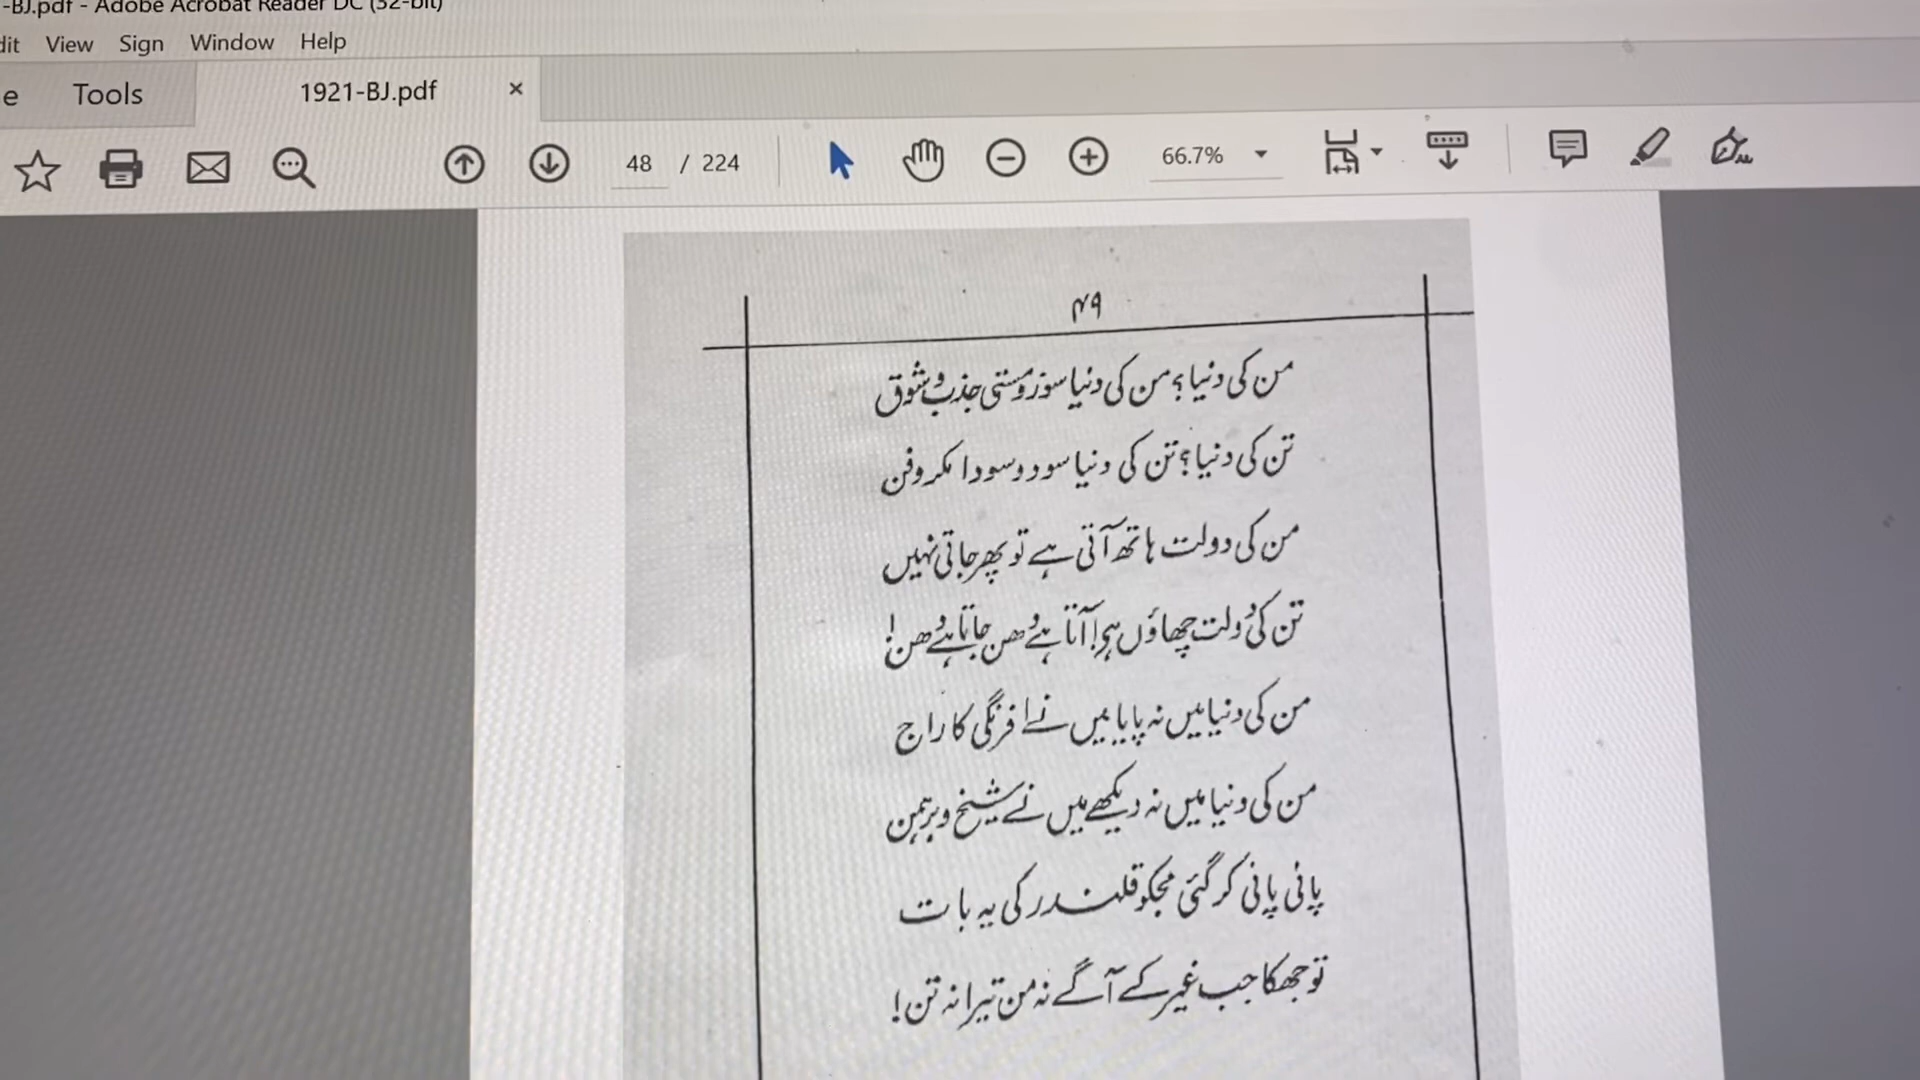 -BJ.pdf - Adobe Acrobat Reader DC (32-bit)
dit View Sign Window Help
e Tools 1921-BJ.pdf ×
48 / 224 66.7%
۴۹
من کی دنیا؟ من کی دنیا سوز و مستی جذب و شوق
تن کی دنیا؟ تن کی دنیا سود و سودا مکر و فن
من کی دولت ہاتھ آتی ہے تو پھر جاتی نہیں
تن کی دولت چھاؤں ہے! آتا ہے دھن جاتا ہے دھن!
من کی دنیا میں نہ پایا میں نے افرنگی کا راج
من کی دنیا میں نہ دیکھے میں نے شیخ و برہمن
پانی پانی کر گئی مجکو قلندر کی یہ بات
تو جھکا جب غیر کے آگے نہ من تیرا نہ تن!